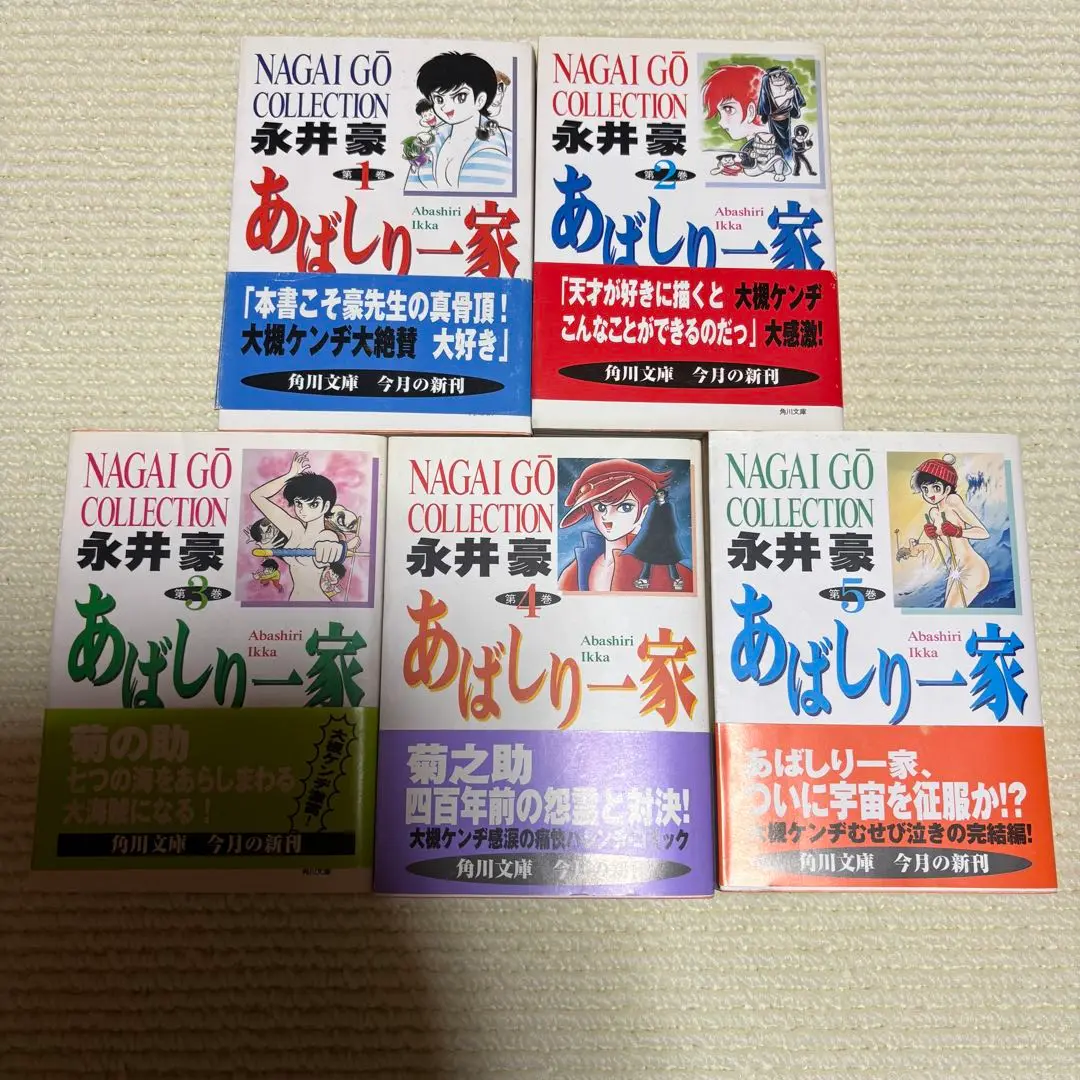 NAGAI GŌ
COLLECTION
永井豪
第1巻
Abashiri
Ikka
あばしり一家
「本書こそ豪先生の真骨頂!
大槻ケンヂ大絶賛 大好き」
角川文庫 今月の新刊
NAGAI GŌ
COLLECTION
永井豪
第2巻
Abashiri
Ikka
あばしり一家
「天才が好きに描くと 大槻ケンヂ
こんなことができるのだっ」大感激!
角川文庫 今月の新刊
角川文庫
NAGAI GŌ
COLLECTION
永井豪
第3巻
Abashiri
Ikka
あばしり一家
菊の助
七つの海をあらしまわる
大海賊になる!
大槻ケンヂ
角川文庫 今月の新刊
角川文庫
NAGAI GŌ
COLLECTION
永井豪
第4巻
Abashiri
Ikka
あばしり一家
菊之助
四百年前の怨霊と対決!
大槻ケンヂ感涙の痛快ハレンチコミック
角川文庫 今月の新刊
NAGAI GŌ
COLLECTION
永井豪
第5巻
Abashiri
Ikka
あばしり一家
あばしり一家、
ついに宇宙を征服か!?
大槻ケンヂむせび泣きの完結編!
角川文庫 今月の新刊